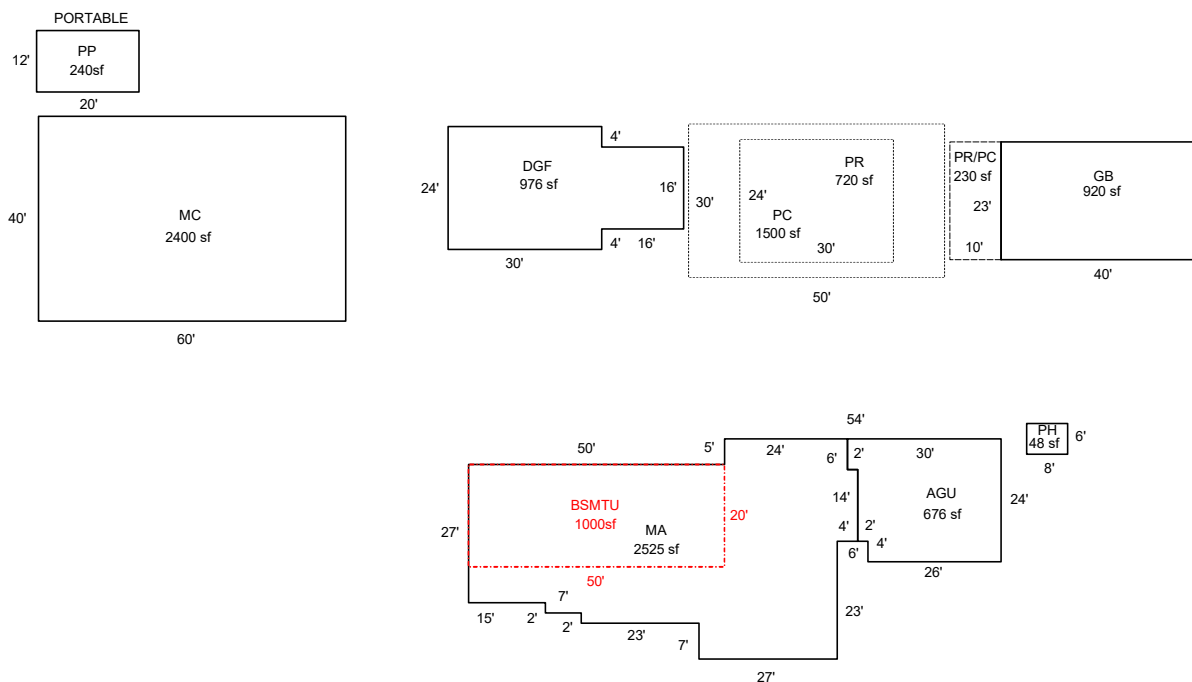 PORTABLE
PP
240sf
12'
20'
MC
2400 sf
40'
60'
DGF
976 sf
4'
24'
16'
4'
16'
30'
PR
720 sf
30'
24'
PC
1500 sf
30'
50'
PR/PC
230 sf
23'
10'
GB
920 sf
40'
54'
50'
5'
24'
6'
2'
30'
PH
48 sf
6'
8'
BSMTU
1000sf
MA
2525 sf
20'
27'
14'
AGU
676 sf
24'
4'
2'
4'
6'
26'
50'
7'
15'
2'
2'
23'
7'
23'
27'